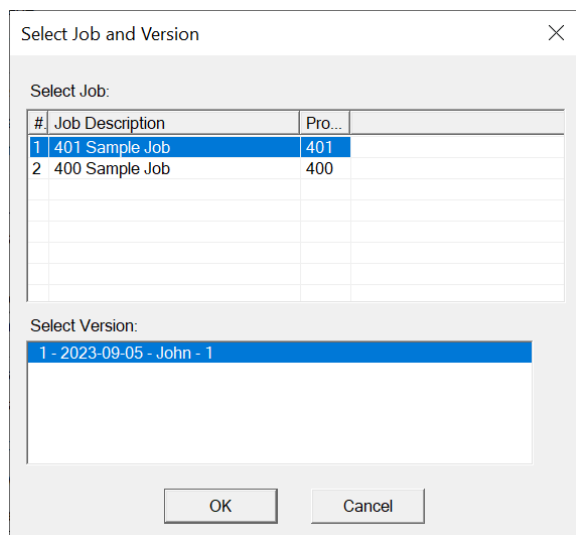 Select Job and Version
Select Job:
#. Job Description Pro...
1 401 Sample Job 401
2 400 Sample Job 400
Select Version:
1 - 2023-09-05 - John - 1
OK Cancel